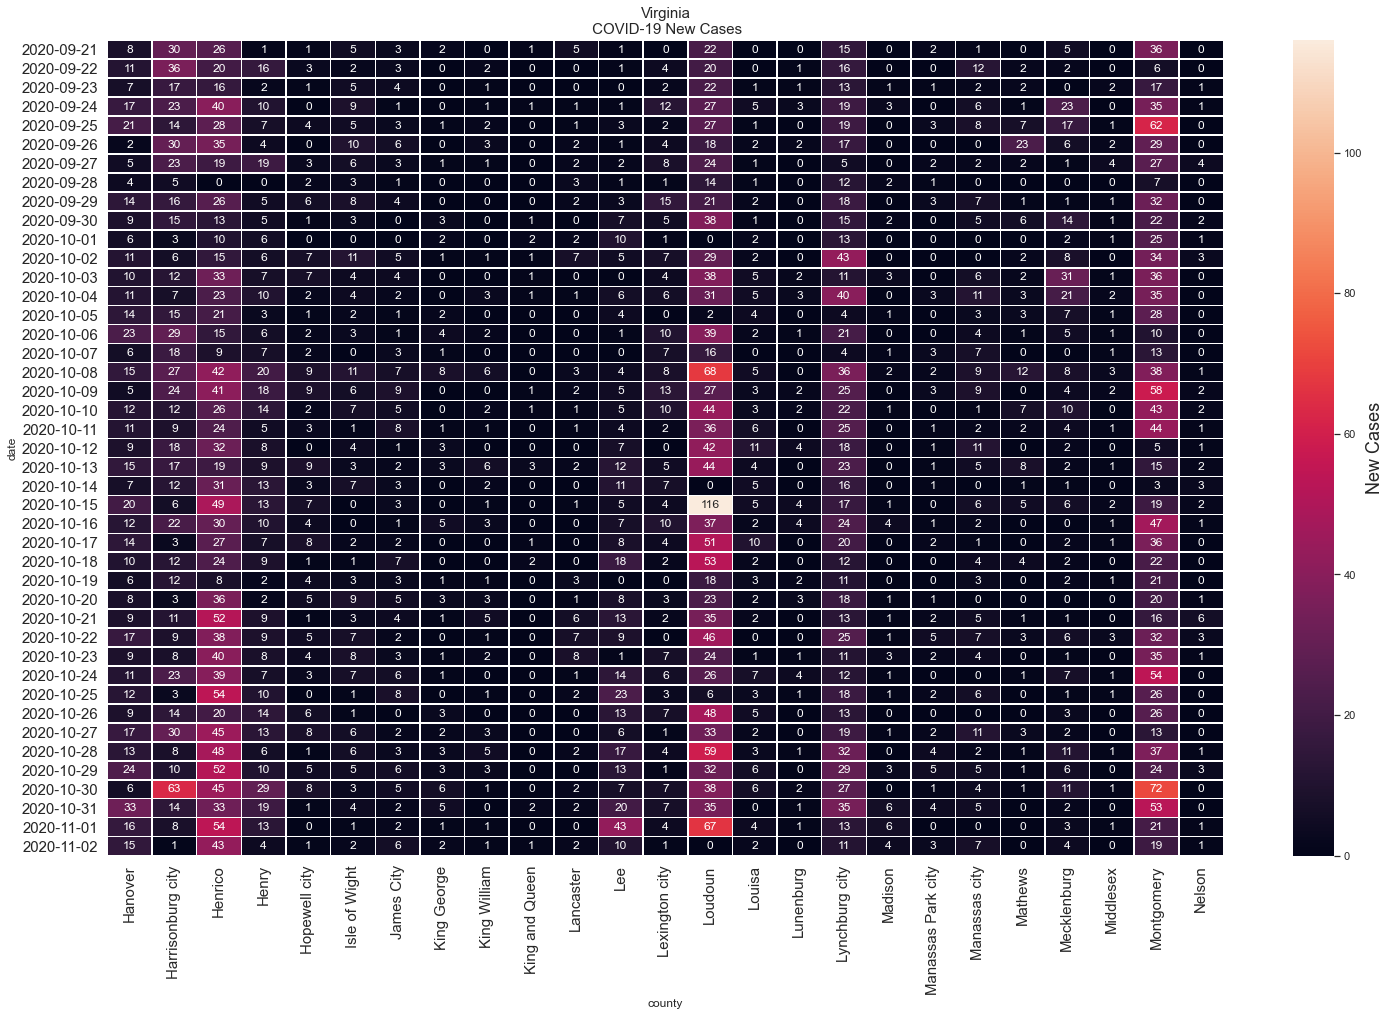 Virginia
COVID-19 New Cases
2020-09-21 8 30 26 1 1 5 3 2 0 1 5 1 0 22 0 0 15 0 2 1 0 5 0 36 0
2020-09-22 11 36 20 16 3 2 3 0 2 0 0 1 4 20 0 1 16 0 0 12 2 2 0 6 0
2020-09-23 7 17 16 2 1 5 4 0 1 0 0 0 2 22 1 1 13 1 1 2 2 0 2 17 1
2020-09-24 17 23 40 10 0 9 1 0 1 1 1 1 12 27 5 3 19 3 0 6 1 23 0 35 1
2020-09-25 21 14 28 7 4 5 3 1 2 0 1 3 2 27 1 0 19 0 3 8 7 17 1 62 0
2020-09-26 2 30 35 4 0 10 6 0 3 0 2 1 4 18 2 2 17 0 0 0 23 6 2 29 0
2020-09-27 5 23 19 19 3 6 3 1 1 0 2 2 8 24 1 0 5 0 2 2 2 1 4 27 4
2020-09-28 4 5 0 0 2 3 1 0 0 0 3 1 1 14 1 0 12 2 1 0 0 0 0 7 0
2020-09-29 14 16 26 5 6 8 4 0 0 0 2 3 15 21 2 0 18 0 3 7 1 1 1 32 0
2020-09-30 9 15 13 5 1 3 0 3 0 1 0 7 5 38 1 0 15 2 0 5 6 14 1 22 2
2020-10-01 6 3 10 6 0 0 0 2 0 2 2 10 1 0 2 0 13 0 0 0 0 2 1 25 1
2020-10-02 11 6 15 6 7 11 5 1 1 1 7 5 7 29 2 0 43 0 0 0 2 8 0 34 3
2020-10-03 10 12 33 7 7 4 4 0 0 1 0 0 4 38 5 2 11 3 0 6 2 31 1 36 0
2020-10-04 11 7 23 10 2 4 2 0 3 1 1 6 6 31 5 3 40 0 3 11 3 21 2 35 0
2020-10-05 14 15 21 3 1 2 1 2 0 0 0 4 0 2 4 0 4 1 0 3 3 7 1 28 0
2020-10-06 23 29 15 6 2 3 1 4 2 0 0 1 10 39 2 1 21 0 0 4 1 5 1 10 0
2020-10-07 6 18 9 7 2 0 3 1 0 0 0 0 7 16 0 0 4 1 3 7 0 0 1 13 0
2020-10-08 15 27 42 20 9 11 7 8 6 0 3 4 8 68 5 0 36 2 2 9 12 8 3 38 1
2020-10-09 5 24 41 18 9 6 9 0 0 1 2 5 13 27 3 2 25 0 3 9 0 4 2 58 2
2020-10-10 12 12 26 14 2 7 5 0 2 1 1 5 10 44 3 2 22 1 0 1 7 10 0 43 2
2020-10-11 11 9 24 5 3 1 8 1 1 0 1 4 2 36 6 0 25 0 1 2 2 4 1 44 1
2020-10-12 9 18 32 8 0 4 1 3 0 0 0 7 0 42 11 4 18 0 1 11 0 2 0 5 1
2020-10-13 15 17 19 9 9 3 2 3 6 3 2 12 5 44 4 0 23 0 1 5 8 2 1 15 2
2020-10-14 7 12 31 13 3 7 3 0 2 0 0 11 7 0 5 0 16 0 1 0 1 1 0 3 3
2020-10-15 20 6 49 13 7 0 3 0 1 0 1 5 4 116 5 4 17 1 0 6 5 6 2 19 2
2020-10-16 12 22 30 10 4 0 1 5 3 0 0 7 10 37 2 4 24 4 1 2 0 0 1 47 1
2020-10-17 14 3 27 7 8 2 2 0 0 1 0 8 4 51 10 0 20 0 2 1 0 2 1 36 0
2020-10-18 10 12 24 9 1 1 7 0 0 2 0 18 2 53 2 0 12 0 0 4 4 2 0 22 0
2020-10-19 6 12 8 2 4 3 3 1 1 0 3 0 0 18 3 2 11 0 0 3 0 2 1 21 0
2020-10-20 8 3 36 2 5 9 5 3 3 0 1 8 3 23 2 3 18 1 1 0 0 0 0 20 1
2020-10-21 9 11 52 9 1 3 4 1 5 0 6 13 2 35 2 0 13 1 2 5 1 1 0 16 6
2020-10-22 17 9 38 9 5 7 2 0 1 0 7 9 0 46 0 0 25 1 5 7 3 6 3 32 3
2020-10-23 9 8 40 8 4 8 3 1 2 0 8 1 7 24 1 1 11 3 2 4 0 1 0 35 1
2020-10-24 11 23 39 7 3 7 6 1 0 0 1 14 6 26 7 4 12 1 0 0 1 7 1 54 0
2020-10-25 12 3 54 10 0 1 8 0 1 0 2 23 3 6 3 1 18 1 2 6 0 1 1 26 0
2020-10-26 9 14 20 14 6 1 0 3 0 0 0 13 7 48 5 0 13 0 0 0 0 3 0 26 0
2020-10-27 17 30 45 13 8 6 2 2 3 0 0 6 1 33 2 0 19 1 2 11 3 2 0 13 0
2020-10-28 13 8 48 6 1 6 3 3 5 0 2 17 4 59 3 1 32 0 4 2 1 11 1 37 1
2020-10-29 24 10 52 10 5 5 6 3 3 0 0 13 1 32 6 0 29 3 5 5 1 6 0 24 3
2020-10-30 6 63 45 29 8 3 5 6 1 0 2 7 7 38 6 2 27 0 1 4 1 11 1 72 0
2020-10-31 33 14 33 19 1 4 2 5 0 2 2 20 7 35 0 1 35 6 4 5 0 2 0 53 0
2020-11-01 16 8 54 13 0 1 2 1 1 0 0 43 4 67 4 1 13 6 0 0 0 3 1 21 1
2020-11-02 15 1 43 4 1 2 6 2 1 1 2 10 1 0 2 0 11 4 3 7 0 4 0 19 1
date
Hanover
Harrisonburg city
Henrico
Henry
Hopewell city
Isle of Wight
James City
King George
King William
King and Queen
Lancaster
Lee
Lexington city
Loudoun
Louisa
Lunenburg
Lynchburg city
Madison
Manassas Park city
Manassas city
Mathews
Mecklenburg
Middlesex
Montgomery
Nelson
county
100
80
60
40
20
0
New Cases